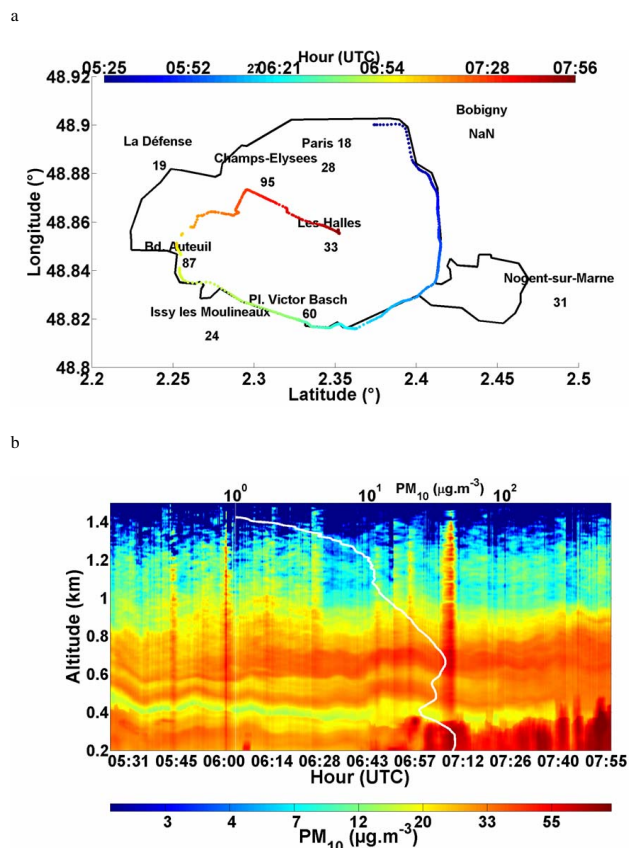 a
Hour (UTC)
05:25 05:52 27 06:21 06:54 07:28 07:56
48.92
48.9
48.88
48.86
48.84
48.82
48.8
Longitude (°)
Bobigny
NaN
La Défense
19
Paris 18
28
Champs-Elysees
95
Les Halles
33
Bd. Auteuil
87
Nogent-sur-Marne
31
Pl. Victor Basch
60
Issy les Moulineaux
24
2.2 2.25 2.3 2.35 2.4 2.45 2.5
Latitude (°)
b
10^0 10^1 PM10 (µg.m-3) 10^2
1.4
1.2
1
0.8
0.6
0.4
0.2
Altitude (km)
05:31 05:45 06:00 06:14 06:28 06:43 06:57 07:12 07:26 07:40 07:55
Hour (UTC)
3 4 7 12 20 33 55
PM10 (µg.m-3)